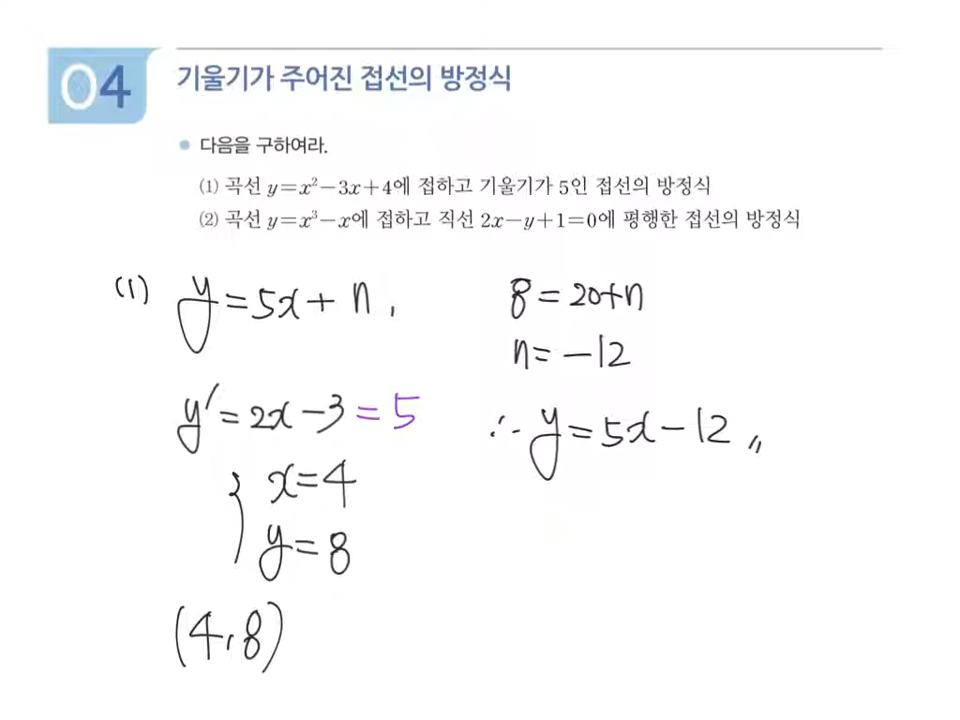 04 기울기가 주어진 접선의 방정식
● 다음을 구하여라.
(1) 곡선 y=x²−3x+4에 접하고 기울기가 5인 접선의 방정식
(2) 곡선 y=x³−x에 접하고 직선 2x−y+1=0에 평행한 접선의 방정식
(1) y=5x+n,
y′=2x−3=5
x=4
y=8
(4,8)
8=20+n
n=−12
∴ y=5x−12 〃